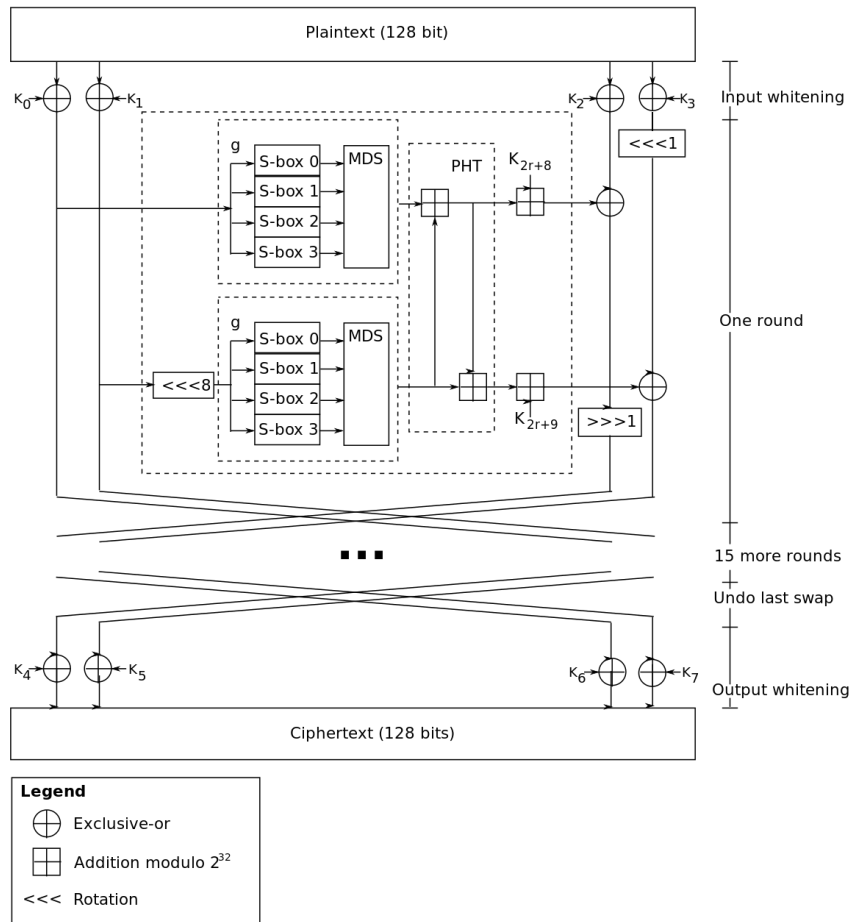 Plaintext (128 bit)
K0
K1
K2
K3
Input whitening
<<<1
g
S-box 0
S-box 1
S-box 2
S-box 3
MDS
PHT
K2r+8
One round
g
<<<8
S-box 0
S-box 1
S-box 2
S-box 3
MDS
K2r+9
>>>1
15 more rounds
Undo last swap
K4
K5
K6
K7
Output whitening
Ciphertext (128 bits)
Legend
Exclusive-or
Addition modulo 2^32
<<< Rotation